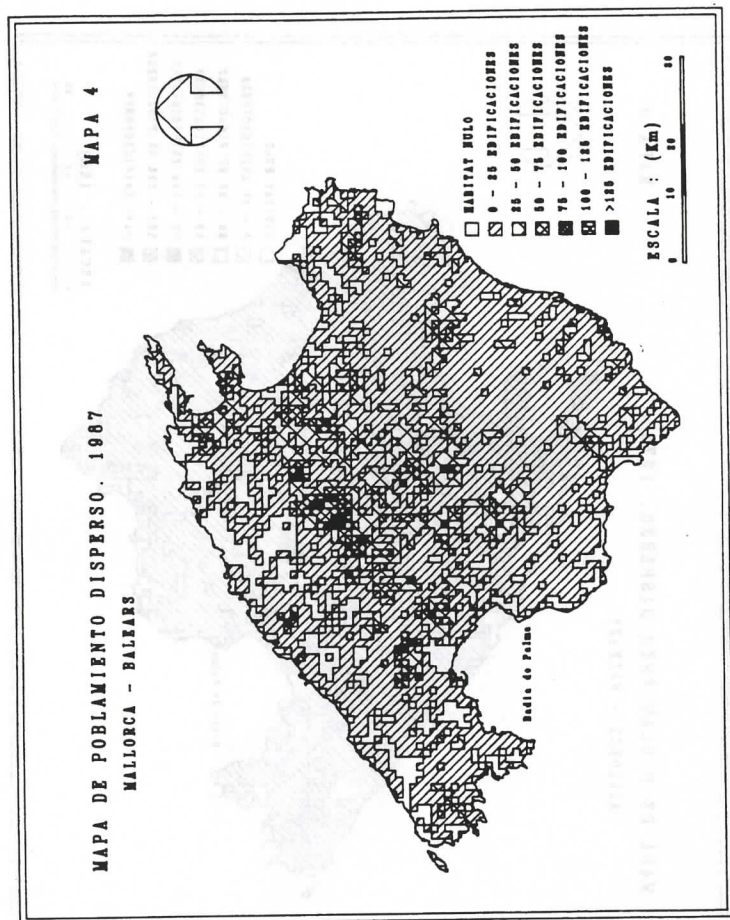 MAPA DE POBLAMIENTO DISPERSO. 1987
MALLORCA - BALEARS
MAPA 4
HABITAT NULO
0 - 25 EDIFICACIONES
25 - 50 EDIFICACIONES
50 - 75 EDIFICACIONES
75 - 100 EDIFICACIONES
100 - 125 EDIFICACIONES
>125 EDIFICACIONES
ESCALA : (Km)
0 10 20 30
Badia de Palma